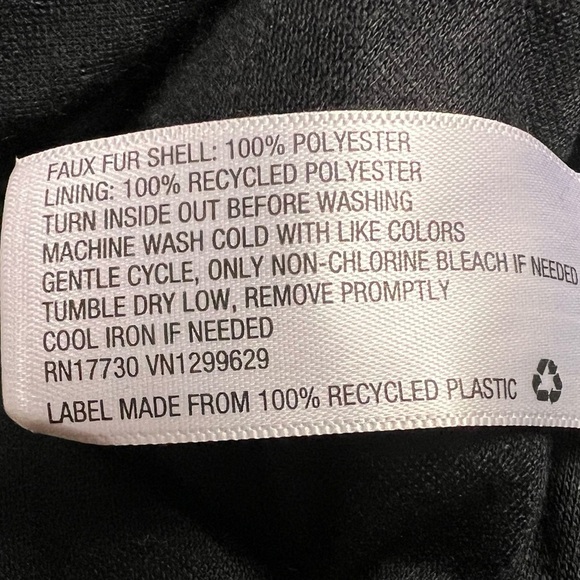 FAUX FUR SHELL: 100% POLYESTER
LINING: 100% RECYCLED POLYESTER
TURN INSIDE OUT BEFORE WASHING
MACHINE WASH COLD WITH LIKE COLORS
GENTLE CYCLE, ONLY NON-CHLORINE BLEACH IF NEEDED
TUMBLE DRY LOW, REMOVE PROMPTLY
COOL IRON IF NEEDED
RN17730 VN1299629
LABEL MADE FROM 100% RECYCLED PLASTIC